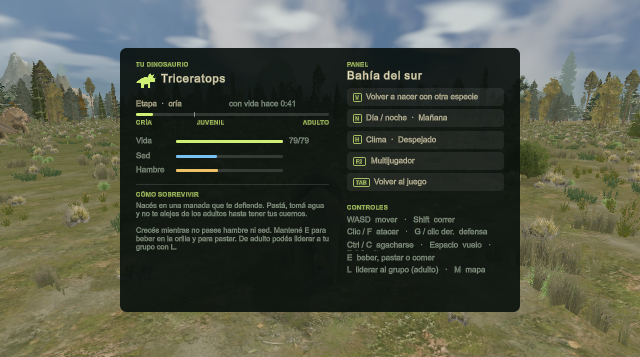 TU DINOSAURIO
Triceratops
Etapa · cría
con vida hace 0:41
CRÍA
JUVENIL
ADULTO
Vida
79/79
Sed
Hambre
CÓMO SOBREVIVIR
Nacés en una manada que te defiende. Pastá, tomá agua
y no te alejes de los adultos hasta tener tus cuernos.
Crecés mientras no pases hambre ni sed. Mantené E para
beber en la orilla y para pastar. De adulto podés liderar a tu
grupo con L.
PANEL
Bahía del sur
V Volver a nacer con otra especie
N Día / noche · Mañana
Clima · Despejado
Multijugador
TAB Volver al juego
CONTROLES
WASD mover · Shift correr
Clic / F atacar · G / clic der. defensa
Ctrl / C agacharse · Espacio vuelo ·
E beber, pastar o comer
L liderar al grupo (adulto) · M mapa